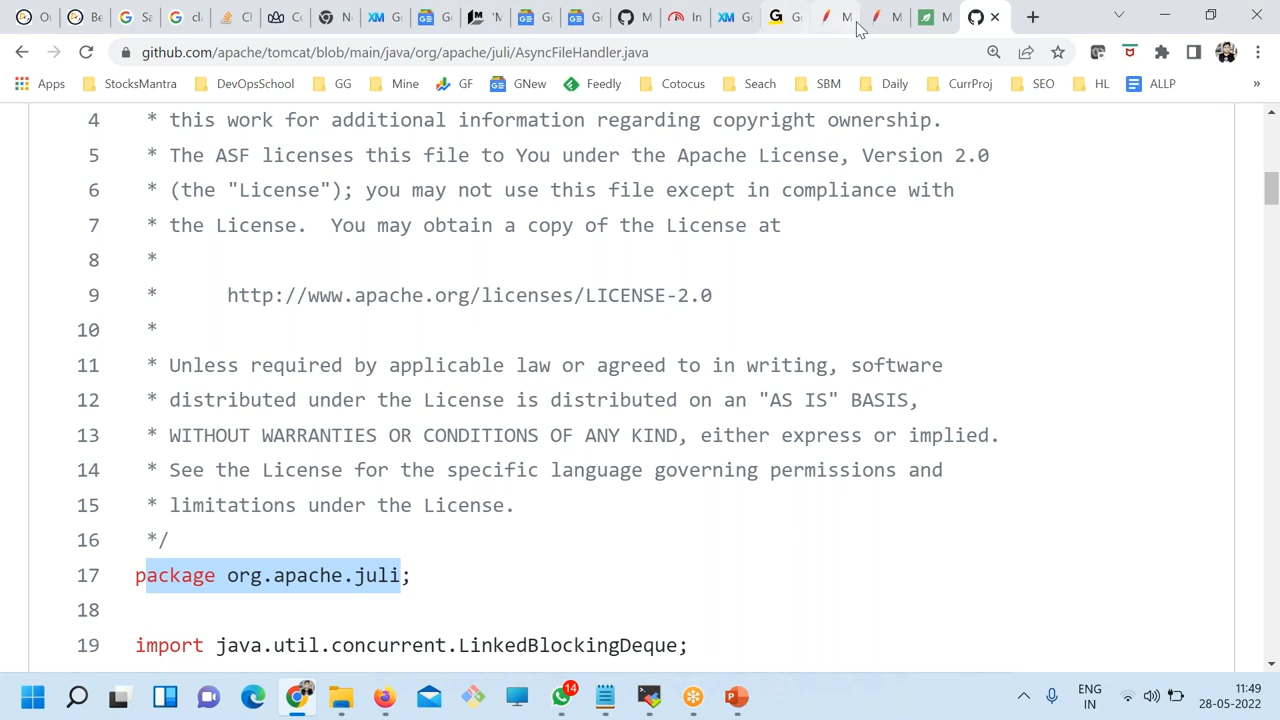 Ou
Sa
cl
C
Co
N
G
G
"M
G
G
M
In
G
G
M
M
M
github.com/apache/tomcat/blob/main/java/org/apache/juli/AsyncFileHandler.java
Apps
StocksMantra
DevOpsSchool
GG
Mine
GF
GNew
Feedly
Cotocus
Seach
SBM
Daily
CurrProj
SEO
HL
ALLP
»
4 * this work for additional information regarding copyright ownership.
5 * The ASF licenses this file to You under the Apache License, Version 2.0
6 * (the "License"); you may not use this file except in compliance with
7 * the License.  You may obtain a copy of the License at
8 *
9 *      http://www.apache.org/licenses/LICENSE-2.0
10 *
11 * Unless required by applicable law or agreed to in writing, software
12 * distributed under the License is distributed on an "AS IS" BASIS,
13 * WITHOUT WARRANTIES OR CONDITIONS OF ANY KIND, either express or implied.
14 * See the License for the specific language governing permissions and
15 * limitations under the License.
16 */
17 package org.apache.juli;
18
19 import java.util.concurrent.LinkedBlockingDeque;
14
ENG
IN
11:49
28-05-2022